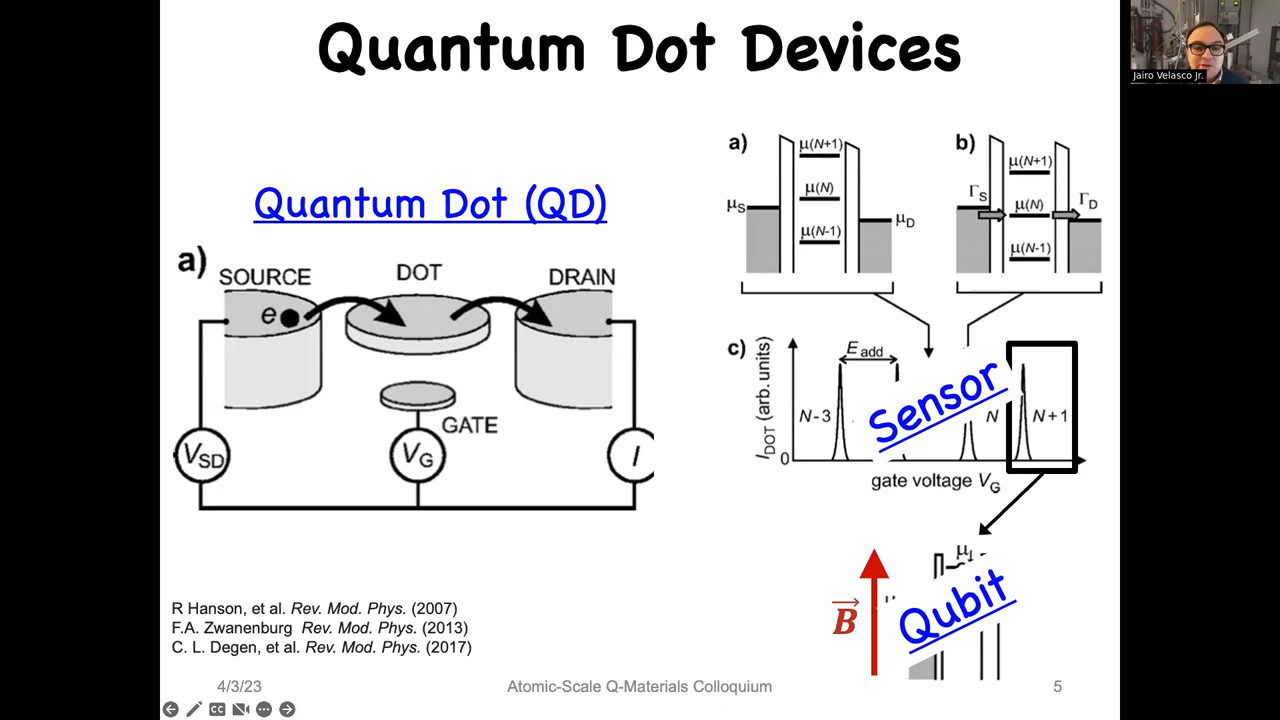 Quantum Dot Devices
Jairo Velasco Jr.
Quantum Dot (QD)
a)
SOURCE
DOT
DRAIN
e
GATE
VSD
VG
I
a)
μ(N+1)
μ(N)
μ(N-1)
μS
μD
b)
μ(N+1)
μ(N)
μ(N-1)
ΓS
ΓD
c)
IDOT (arb. units)
0
Eadd
N-3
N
N+1
Sensor
gate voltage VG
B
Qubit
R Hanson, et al. Rev. Mod. Phys. (2007)
F.A. Zwanenburg Rev. Mod. Phys. (2013)
C. L. Degen, et al. Rev. Mod. Phys. (2017)
4/3/23
Atomic-Scale Q-Materials Colloquium
5
CC